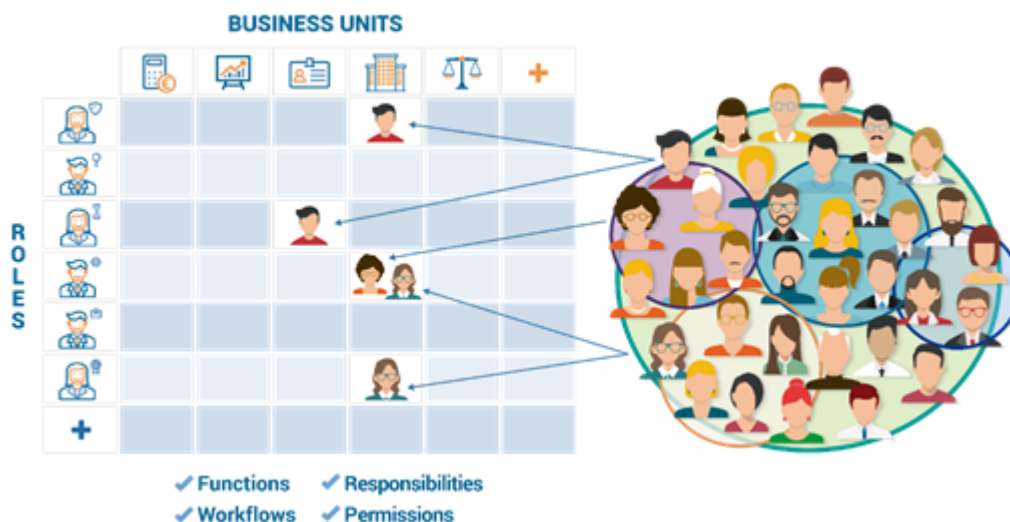 BUSINESS UNITS
ROLES
Functions
Responsibilities
Workflows
Permissions